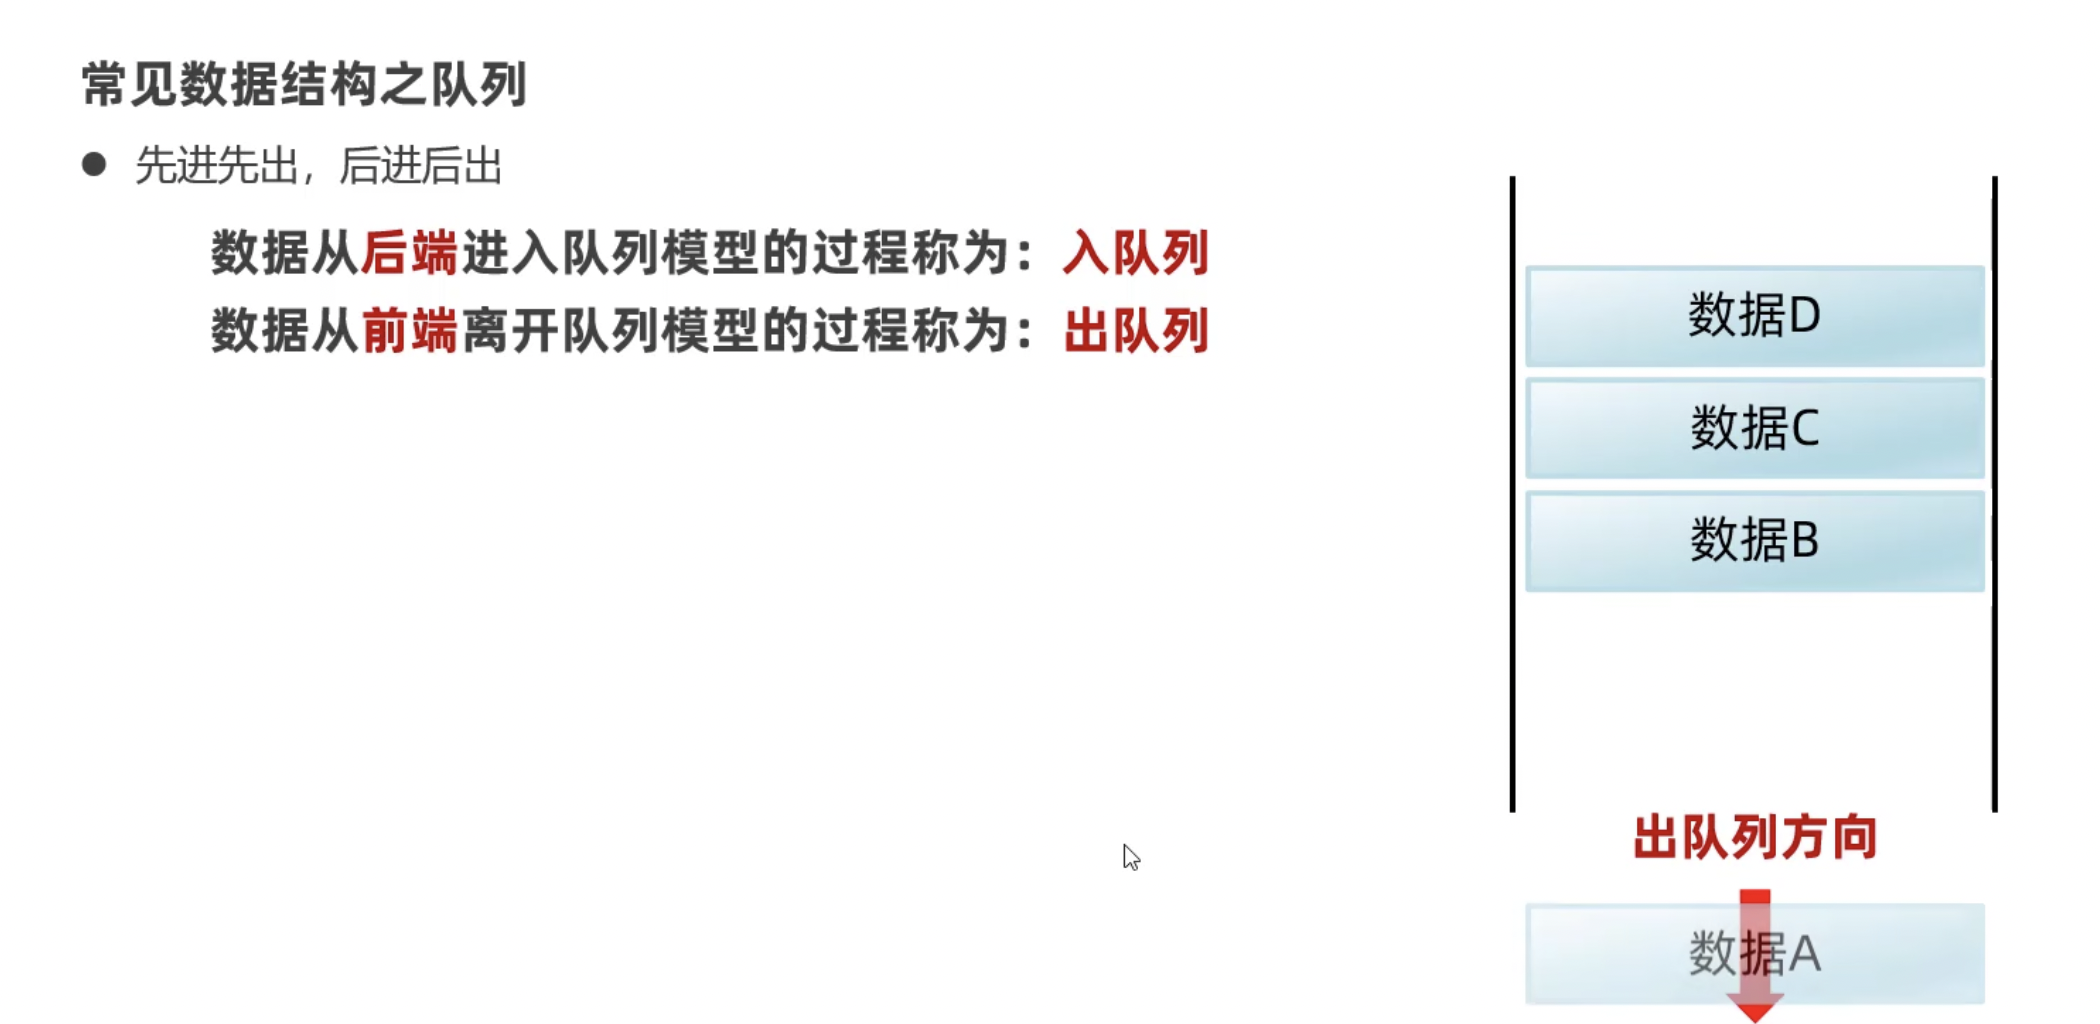 常见数据结构之队列
先进先出，后进后出
数据从后端进入队列模型的过程称为：入队列
数据从前端离开队列模型的过程称为：出队列
数据D
数据C
数据B
出队列方向
数据A